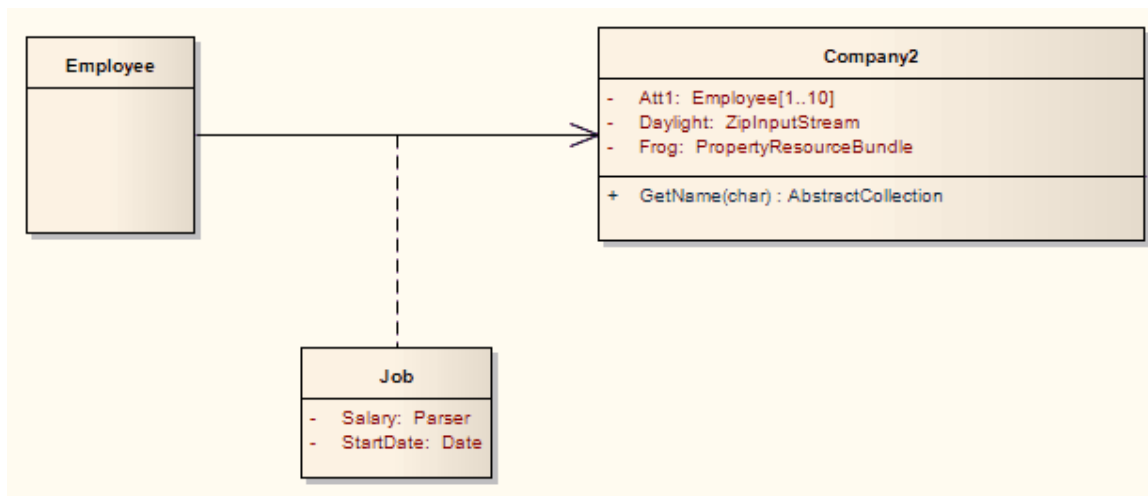 Employee
Company2
- Att1: Employee[1..10]
- Daylight: ZipInputStream
- Frog: PropertyResourceBundle
+ GetName(char) : AbstractCollection
Job
- Salary: Parser
- StartDate: Date